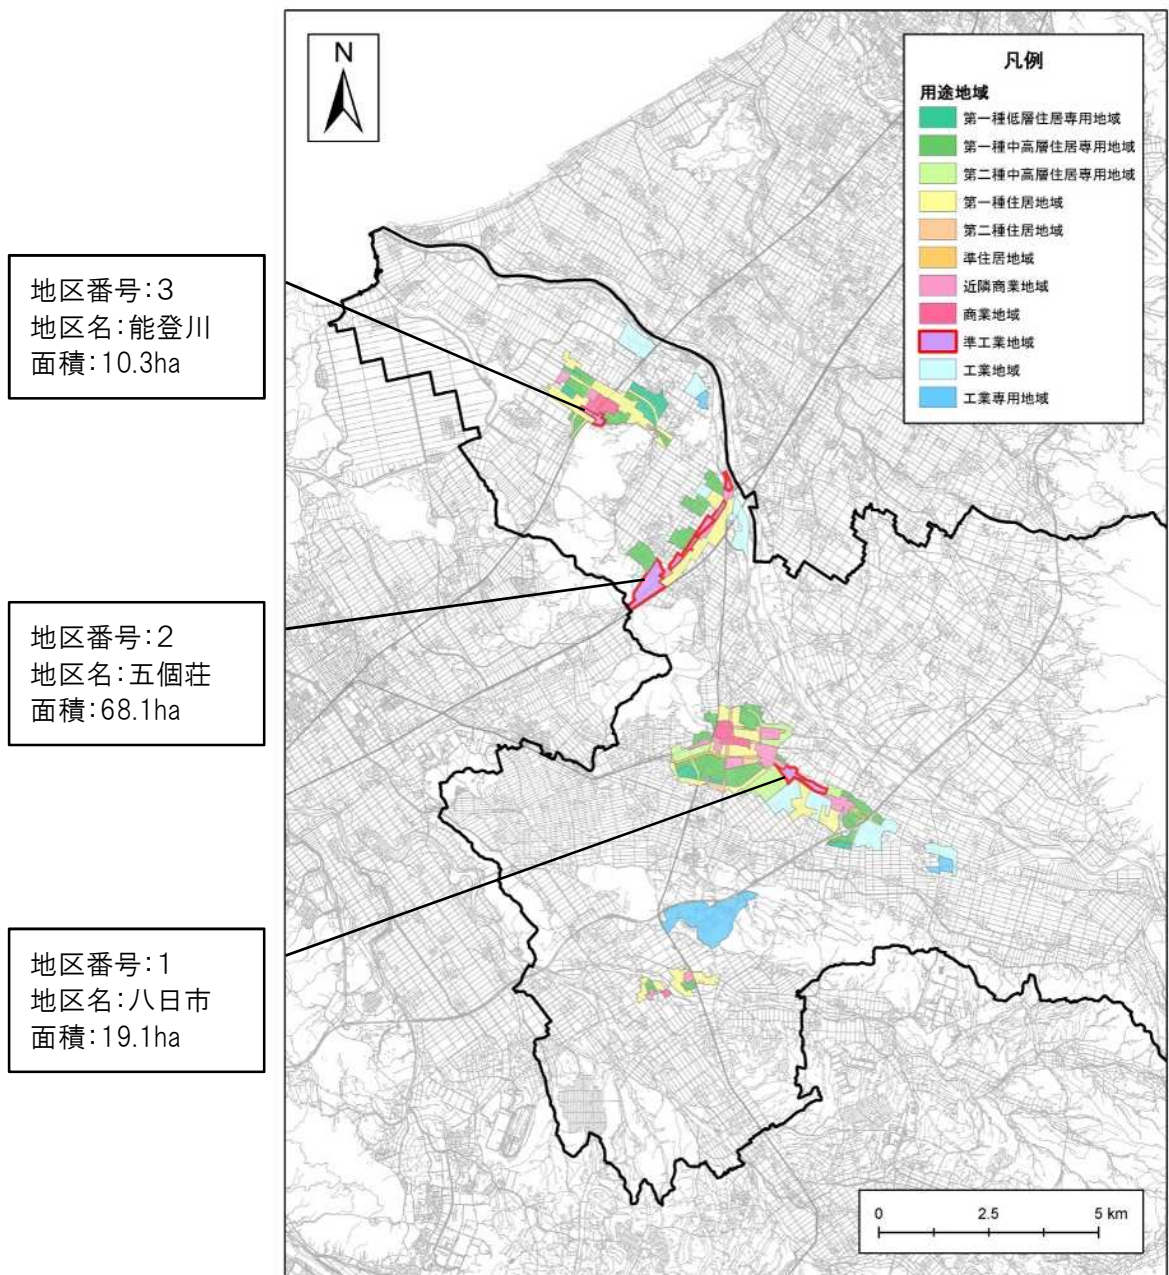 N
凡例
用途地域
第一種低層住居専用地域
第一種中高層住居専用地域
第二種中高層住居専用地域
第一種住居地域
第二種住居地域
準住居地域
近隣商業地域
商業地域
準工業地域
工業地域
工業専用地域
地区番号:3
地区名:能登川
面積:10.3ha
地区番号:2
地区名:五個荘
面積:68.1ha
地区番号:1
地区名:八日市
面積:19.1ha
0 2.5 5 km